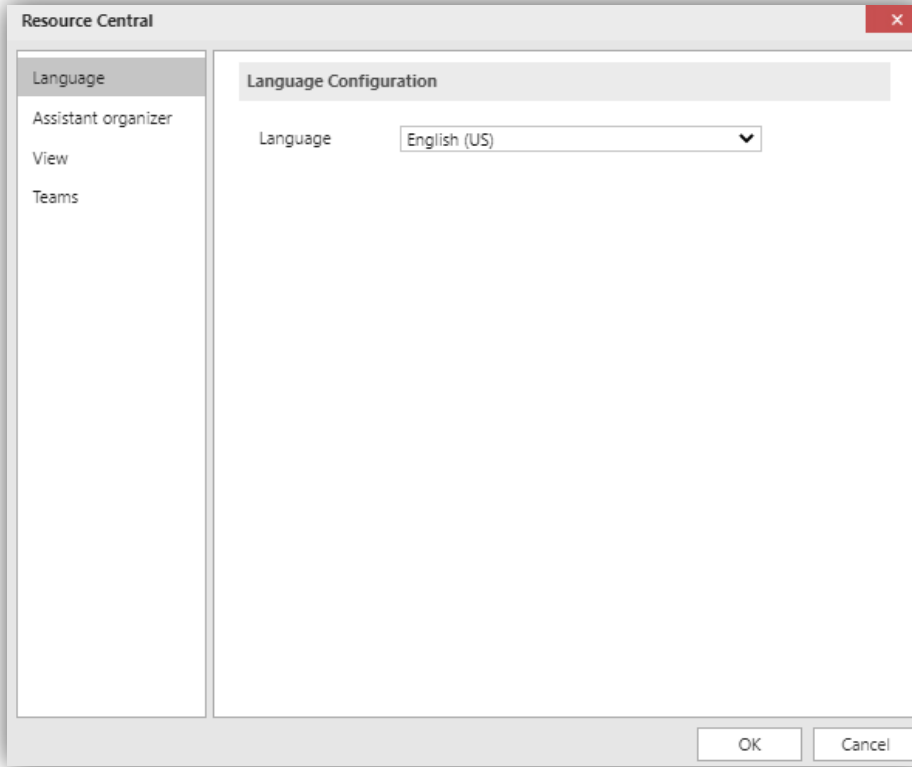 Resource Central
Language
Assistant organizer
View
Teams
Language Configuration
Language English (US)
OK Cancel